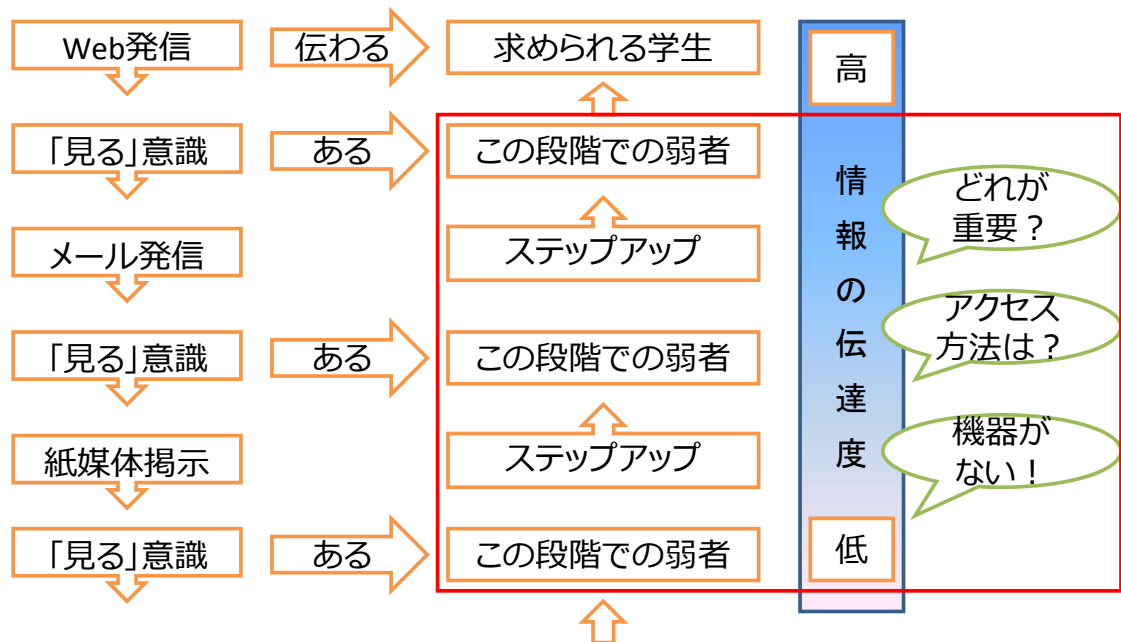 Web発信
伝わる
求められる学生
高
「見る」意識
ある
この段階での弱者
情報の伝達度
どれが
重要？
メール発信
ステップアップ
アクセス
方法は？
「見る」意識
ある
この段階での弱者
紙媒体掲示
ステップアップ
機器が
ない！
「見る」意識
ある
この段階での弱者
低